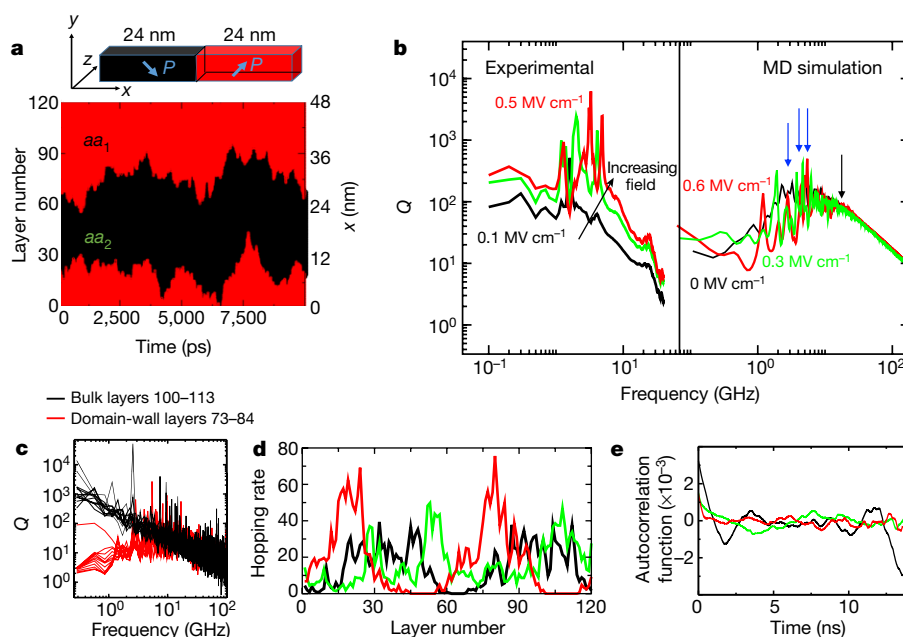 a
24 nm 24 nm
y
z
x
P P
120
90
60
30
0
Layer number
aa1
aa2
48
36
24
12
0
x (nm)
0 2,500 5,000 7,500
Time (ps)
b
Experimental MD simulation
0.5 MV cm−1
Increasing
field
0.1 MV cm−1
0.6 MV cm−1
0.3 MV cm−1
0 MV cm−1
Q
10^4
10^3
10^2
10^1
10^0
10^−1 10^1 10^0 10^2
Frequency (GHz)
Bulk layers 100–113
Domain-wall layers 73–84
c
Q
10^4
10^3
10^2
10^1
10^0
10^0 10^1 10^2
Frequency (GHz)
d
Hopping rate
80
60
40
20
0
0 30 60 90 120
Layer number
e
Autocorrelation
function (×10^−3)
2
0
−2
0 5 10
Time (ns)